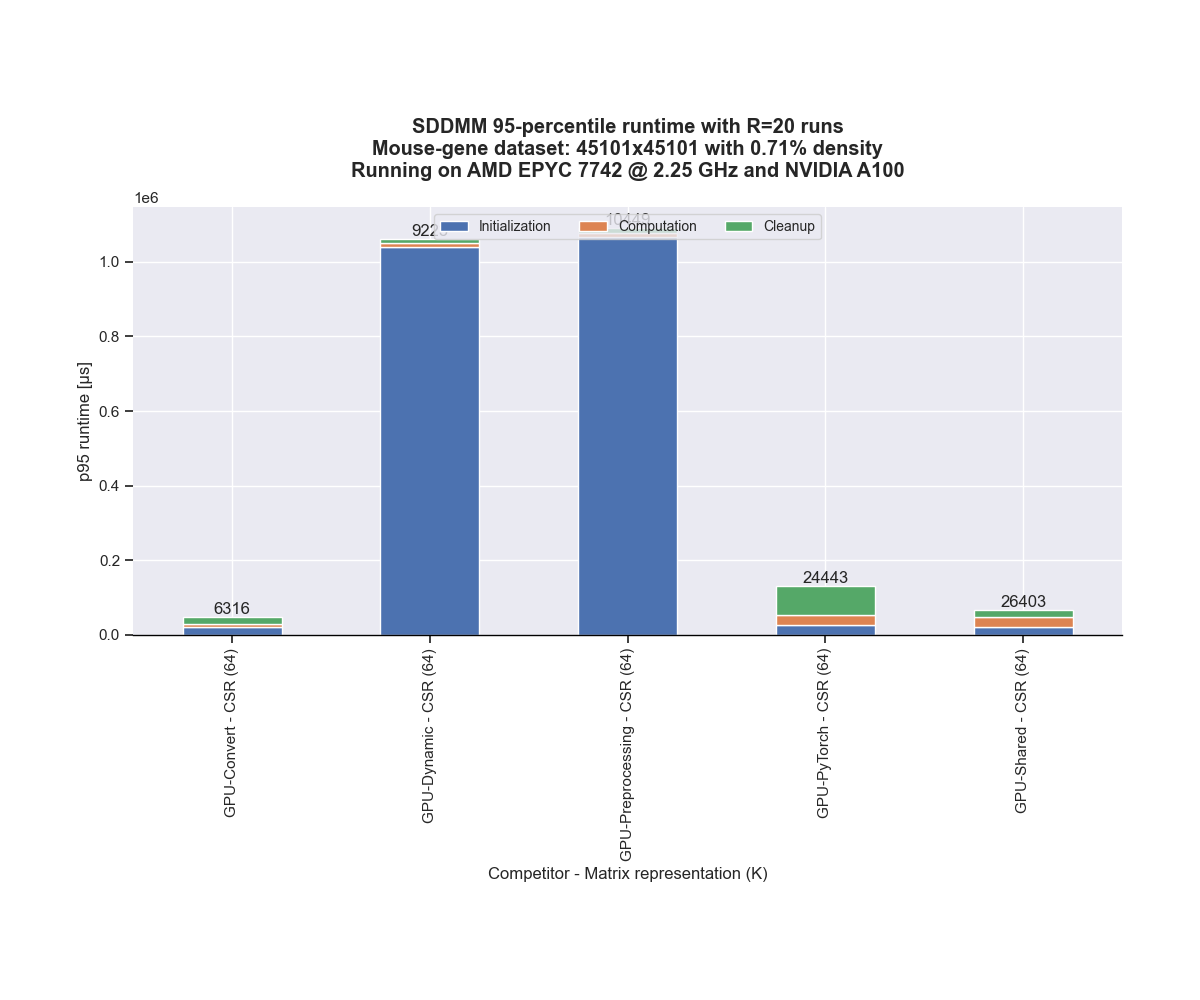 SDDMM 95-percentile runtime with R=20 runs
Mouse-gene dataset: 45101x45101 with 0.71% density
Running on AMD EPYC 7742 @ 2.25 GHz and NVIDIA A100
1e6
Initialization
Computation
Cleanup
10449
6316
24443
26403
1.0
0.8
0.6
0.4
0.2
0.0
p95 runtime [µs]
GPU-Convert - CSR (64)
GPU-Dynamic - CSR (64)
GPU-Preprocessing - CSR (64)
GPU-PyTorch - CSR (64)
GPU-Shared - CSR (64)
Competitor - Matrix representation (K)